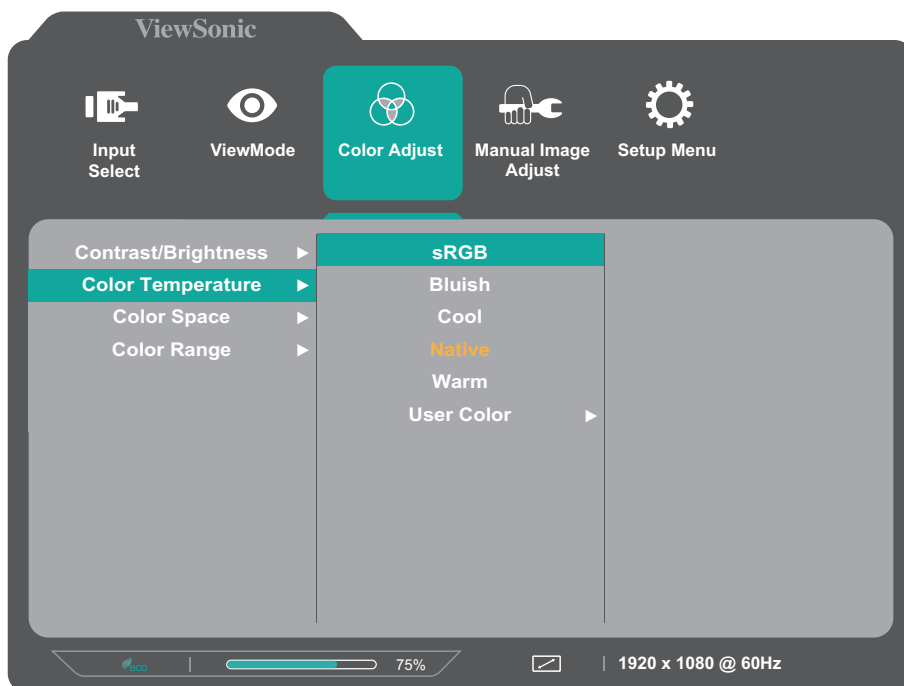 ViewSonic
Input
Select
ViewMode
Color Adjust
Manual Image
Adjust
Setup Menu
Contrast/Brightness
Color Temperature
Color Space
Color Range
sRGB
Bluish
Cool
Native
Warm
User Color
eco
75%
1920 x 1080 @ 60Hz